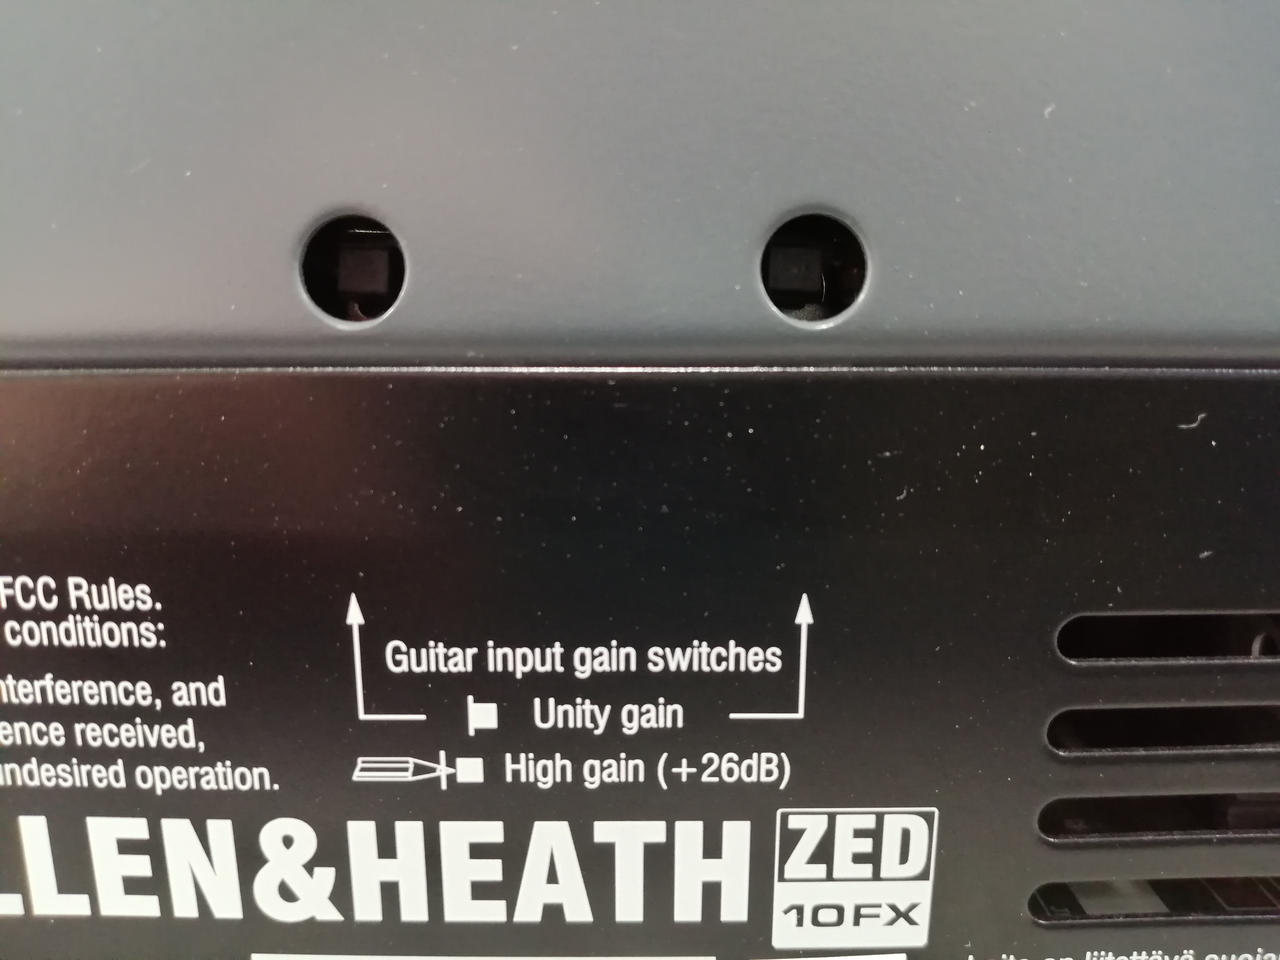 FCC Rules.
conditions:
nterference, and
ence received,
undesired operation.
Guitar input gain switches
Unity gain
High gain (+26dB)
LLEN&HEATH
ZED
10FX